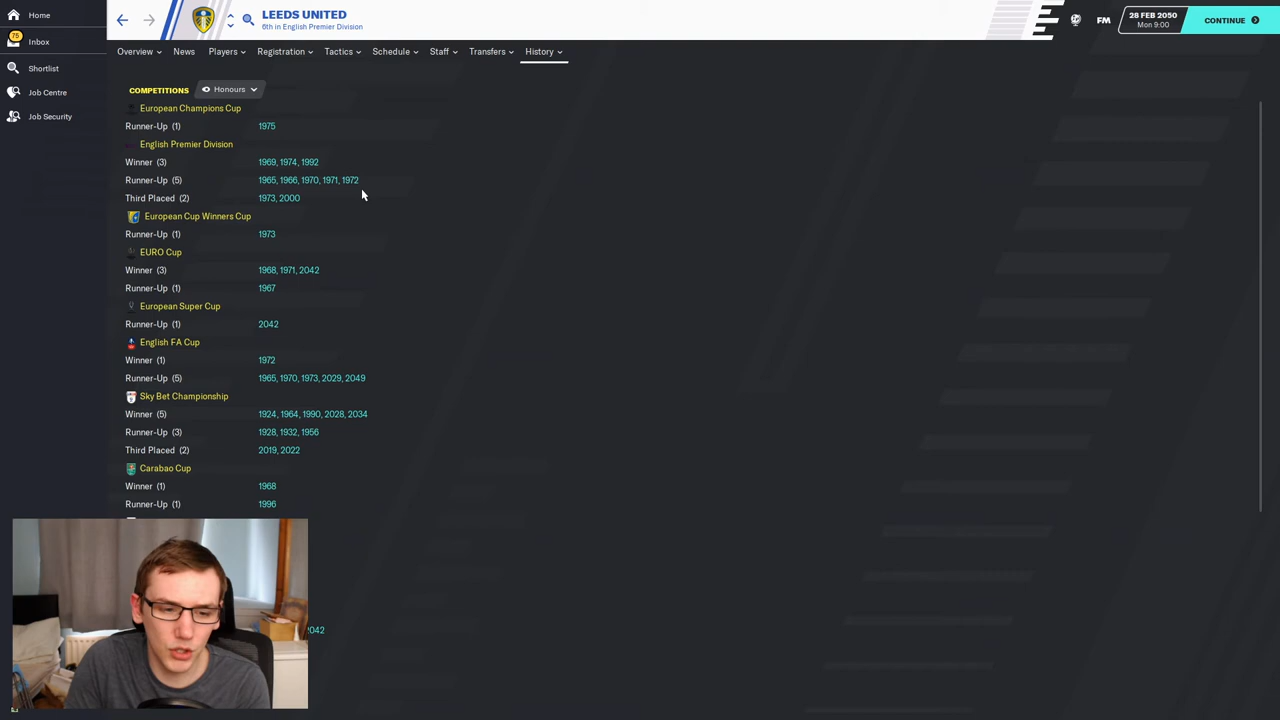 Home
75
Inbox
Shortlist
Job Centre
Job Security
LEEDS UNITED
6th in English Premier Division
FM
28 FEB 2050
Mon 9:00
CONTINUE
Overview News Players Registration Tactics Schedule Staff Transfers History
COMPETITIONS Honours
European Champions Cup
Runner-Up (1) 1975
English Premier Division
Winner (3) 1969, 1974, 1992
Runner-Up (5) 1965, 1966, 1970, 1971, 1972
Third Placed (2) 1973, 2000
European Cup Winners Cup
Runner-Up (1) 1973
EURO Cup
Winner (3) 1968, 1971, 2042
Runner-Up (1) 1967
European Super Cup
Runner-Up (1) 2042
English FA Cup
Winner (1) 1972
Runner-Up (5) 1965, 1970, 1973, 2029, 2049
Sky Bet Championship
Winner (5) 1924, 1964, 1990, 2028, 2034
Runner-Up (3) 1928, 1932, 1956
Third Placed (2) 2019, 2022
Carabao Cup
Winner (1) 1968
Runner-Up (1) 1996
2042